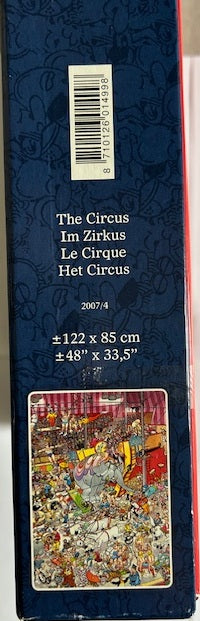 8 710126 014998
The Circus
Im Zirkus
Le Cirque
Het Circus
2007/4
±122 x 85 cm
±48” x 33,5”